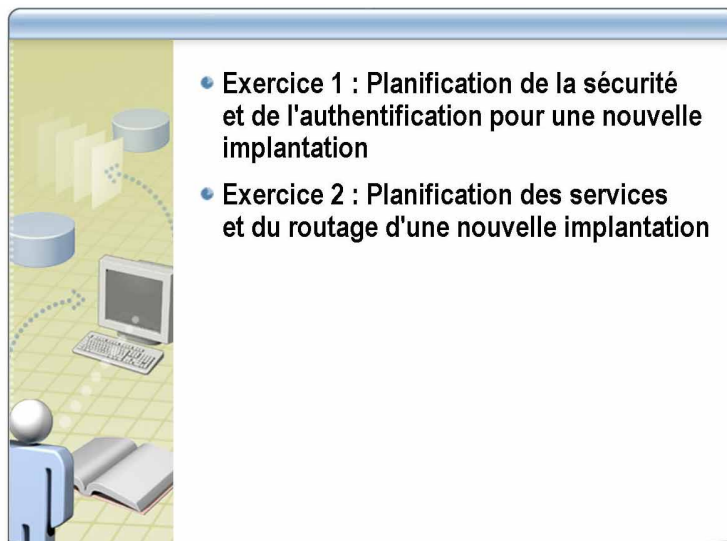 Exercice 1 : Planification de la sécurité
et de l'authentification pour une nouvelle
implantation
Exercice 2 : Planification des services
et du routage d'une nouvelle implantation